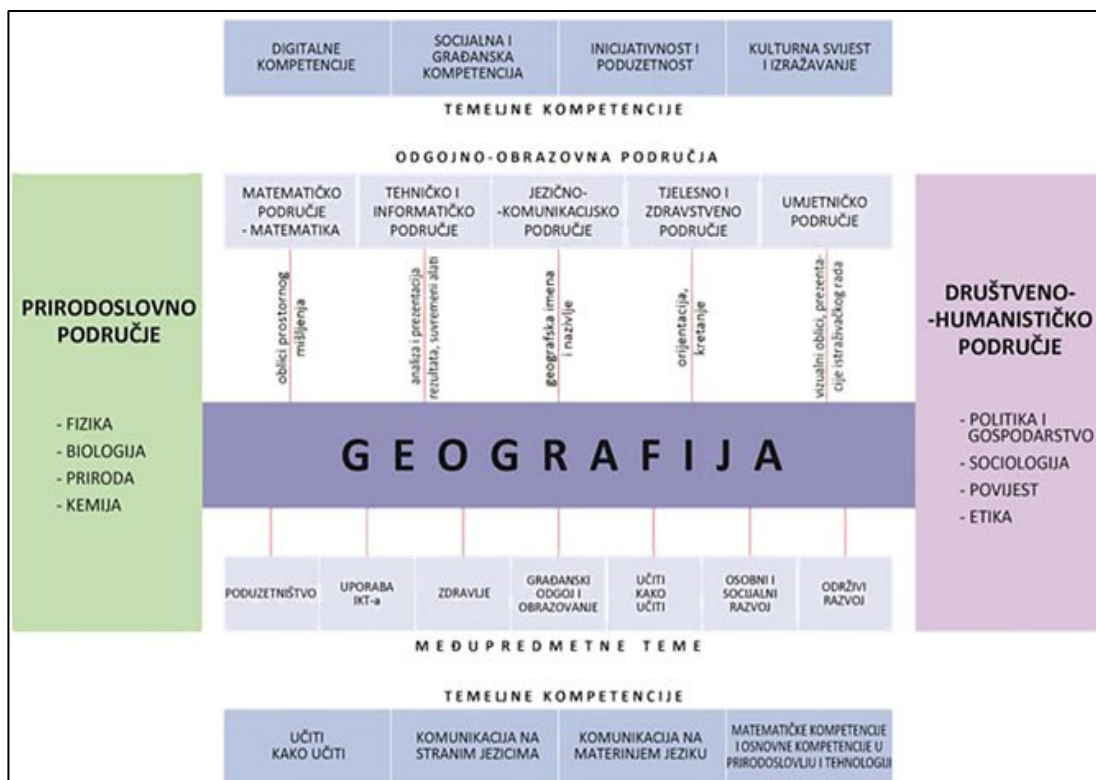 DIGITALNE
KOMPETENCIJE
SOCIJALNA I
GRAĐANSKA
KOMPETENCIJA
INICIJATIVNOST I
PODUZETNOST
KULTURNA SVIJEST
I IZRAŽAVANJE
TEMELJNE KOMPETENCIJE
ODGOJNO-OBRAZOVNA PODRUČJA
MATEMATIČKO
PODRUČJE
- MATEMATIKA
TEHNIČKO I
INFORMATIČKO
PODRUČJE
JEZIČNO-
-KOMUNIKACIJSKO
PODRUČJE
TJELESNO I
ZDRAVSTVENO
PODRUČJE
UMJETNIČKO
PODRUČJE
oblici prostornog
mišljenja
analiza i prezentacija
rezultata, suvremeni alati
geografska imena
i nazivlje
orijentacija,
kretanje
vizualni oblici, prezenta-
cije istraživačkog rada
PRIRODOSLOVNO
PODRUČJE
- FIZIKA
- BIOLOGIJA
- PRIRODA
- KEMIJA
GEOGRAFIJA
DRUŠTVENO-
-HUMANISTIČKO
PODRUČJE
- POLITIKA I
GOSPODARSTVO
- SOCIOLOGIJA
- POVIJEST
- ETIKA
PODUZETNIŠTVO
UPORABA
IKT-a
ZDRAVLJE
GRAĐANSKI
ODGOJ I
OBRAZOVANJE
UČITI
KAKO
UČITI
OSOBNI I
SOCIJALNI
RAZVOJ
ODRŽIVI
RAZVOJ
MEĐUPREDMETNE TEME
TEMELJNE KOMPETENCIJE
UČITI
KAKO UČITI
KOMUNIKACIJA NA
STRANIM JEZICIMA
KOMUNIKACIJA NA
MATERINJEM JEZIKU
MATEMATIČKE KOMPETENCIJE
I OSNOVNE KOMPETENCIJE U
PRIRODOSLOVLJU I TEHNOLOGIJI